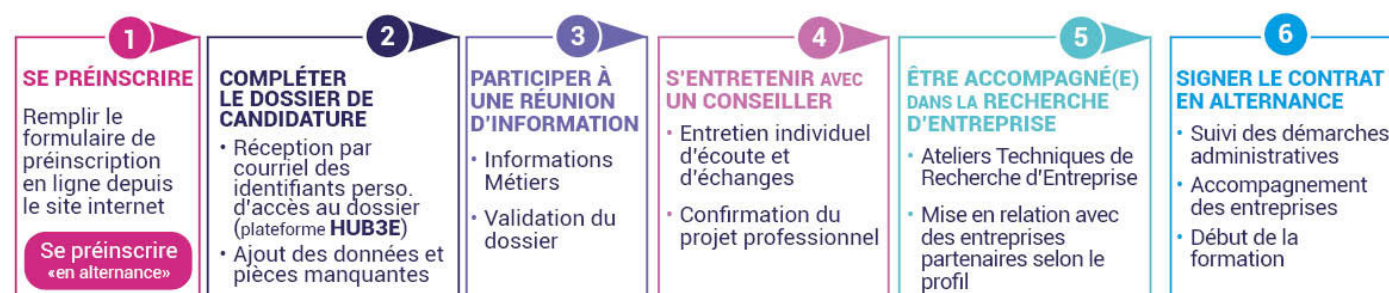 1
SE PRÉINSCRIRE
Remplir le
formulaire de
préinscription
en ligne depuis
le site internet
Se préinscrire
«en alternance»
2
COMPLÉTER
LE DOSSIER DE
CANDIDATURE
• Réception par
courriel des
identifiants perso.
d'accès au dossier
(plateforme HUB3E)
• Ajout des données et
pièces manquantes
3
PARTICIPER À
UNE RÉUNION
D'INFORMATION
• Informations
Métiers
• Validation du
dossier
4
S'ENTRETENIR AVEC
UN CONSEILLER
• Entretien individuel
d'écoute et
d'échanges
• Confirmation du
projet professionnel
5
ÊTRE ACCOMPAGNÉ(E)
DANS LA RECHERCHE
D'ENTREPRISE
• Ateliers Techniques de
Recherche d'Entreprise
• Mise en relation avec
des entreprises
partenaires selon le
profil
6
SIGNER LE CONTRAT
EN ALTERNANCE
• Suivi des démarches
administratives
• Accompagnement
des entreprises
• Début de la
formation